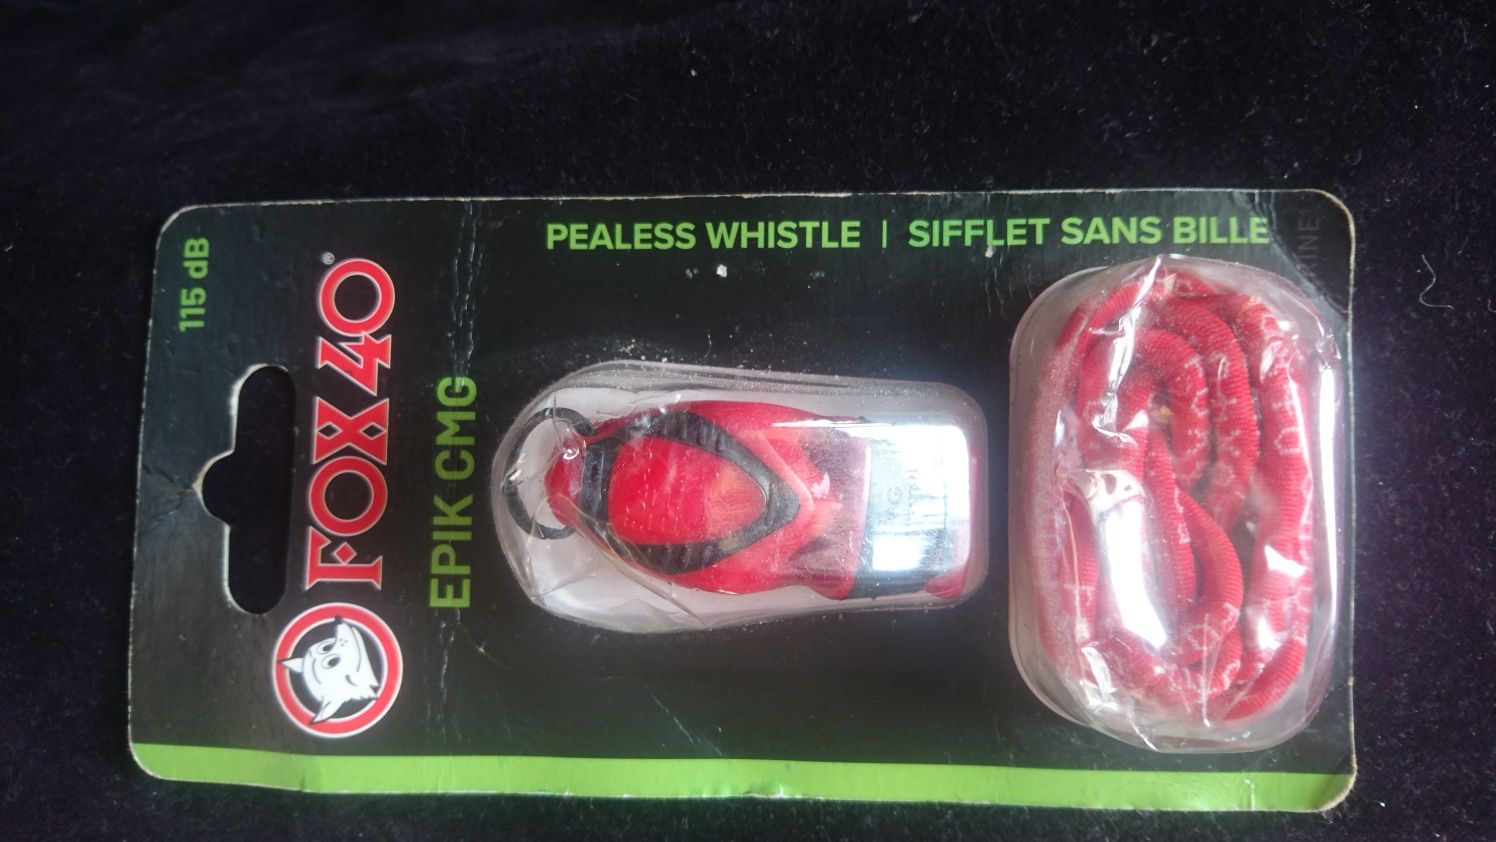 115 dB
FOX 40
EPIK CMG
PEALESS WHISTLE | SIFFLET SANS BILLE